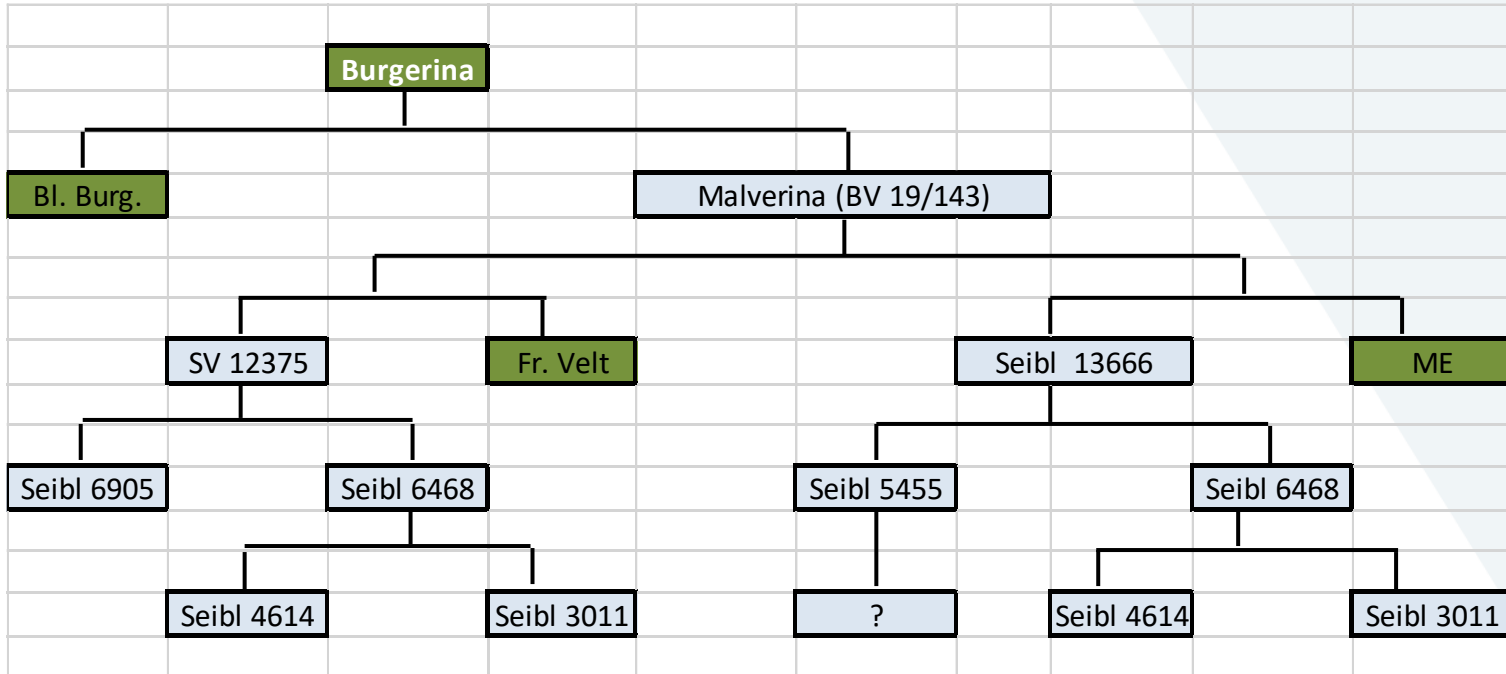 Burgerina
Bl. Burg.
Malverina (BV 19/143)
SV 12375
Fr. Velt
Seibl 13666
ME
Seibl 6905
Seibl 6468
Seibl 5455
Seibl 6468
Seibl 4614
Seibl 3011
?
Seibl 4614
Seibl 3011